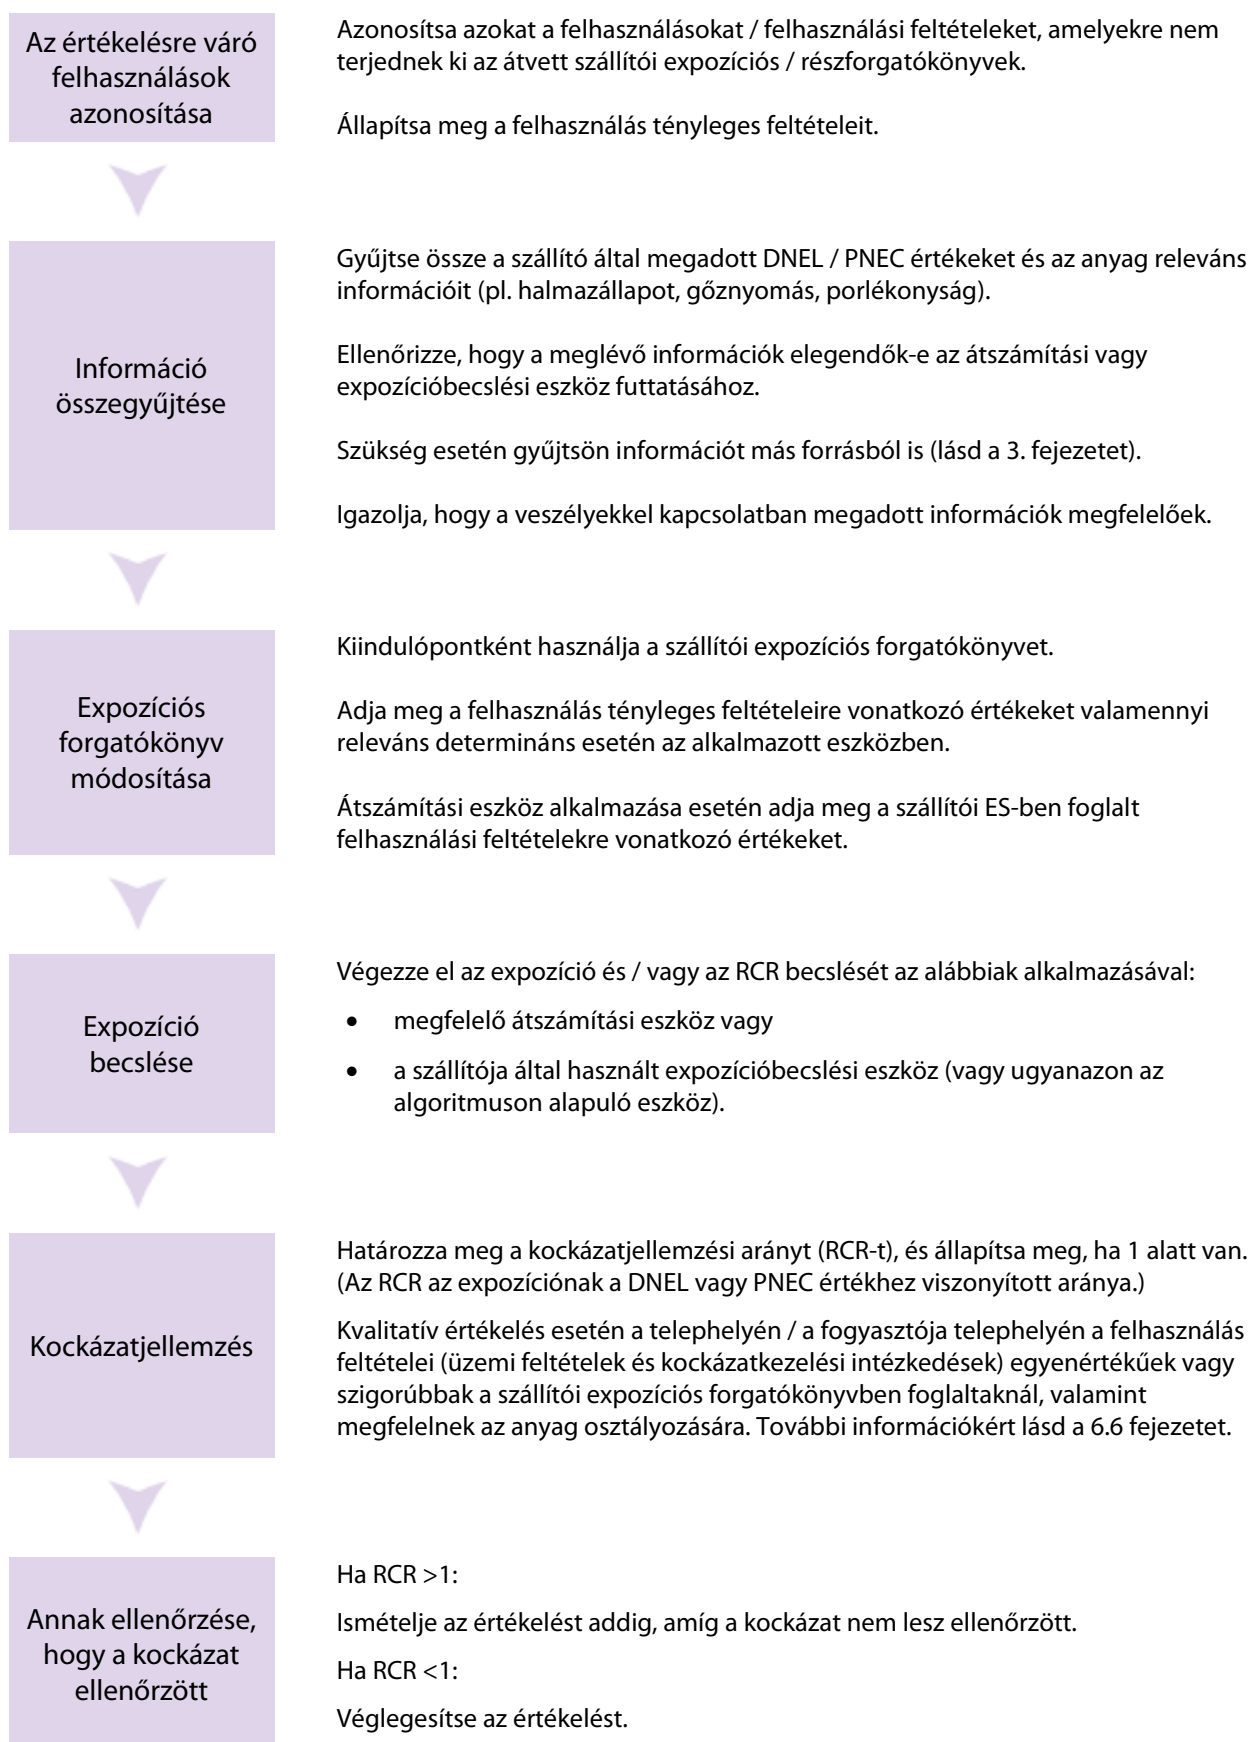 Az értékelésre váró
felhasználások
azonosítása
Azonosítsa azokat a felhasználásokat / felhasználási feltételeket, amelyekre nem
terjednek ki az átvett szállítói expozíciós / részforgatókönyvek.
Állapítsa meg a felhasználás tényleges feltételeit.
Információ
összegyűjtése
Gyűjtse össze a szállító által megadott DNEL / PNEC értékeket és az anyag releváns
információit (pl. halmazállapot, gőznyomás, porlékonyság).
Ellenőrizze, hogy a meglévő információk elegendők-e az átszámítási vagy
expozícióbecslési eszköz futtatásához.
Szükség esetén gyűjtsön információt más forrásból is (lásd a 3. fejezetet).
Igazolja, hogy a veszélyekkel kapcsolatban megadott információk megfelelőek.
Expozíciós
forgatókönyv
módosítása
Kiindulópontként használja a szállítói expozíciós forgatókönyvet.
Adja meg a felhasználás tényleges feltételeire vonatkozó értékeket valamennyi
releváns determináns esetén az alkalmazott eszközben.
Átszámítási eszköz alkalmazása esetén adja meg a szállítói ES-ben foglalt
felhasználási feltételekre vonatkozó értékeket.
Expozíció
becslése
Végezze el az expozíció és / vagy az RCR becslését az alábbiak alkalmazásával:
• megfelelő átszámítási eszköz vagy
• a szállítója által használt expozícióbecslési eszköz (vagy ugyanazon az
algoritmuson alapuló eszköz).
Kockázatjellemzés
Határozza meg a kockázatjellemzési arányt (RCR-t), és állapítsa meg, ha 1 alatt van.
(Az RCR az expozíciónak a DNEL vagy PNEC értékhez viszonyított aránya.)
Kvalitatív értékelés esetén a telephelyén / a fogyasztója telephelyén a felhasználás
feltételei (üzemi feltételek és kockázatkezelési intézkedések) egyenértékűek vagy
szigorúbbak a szállítói expozíciós forgatókönyvben foglaltaknál, valamint
megfelelnek az anyag osztályozására. További információkért lásd a 6.6 fejezetet.
Annak ellenőrzése,
hogy a kockázat
ellenőrzött
Ha RCR >1:
Ismételje az értékelést addig, amíg a kockázat nem lesz ellenőrzött.
Ha RCR <1:
Véglegesítse az értékelést.